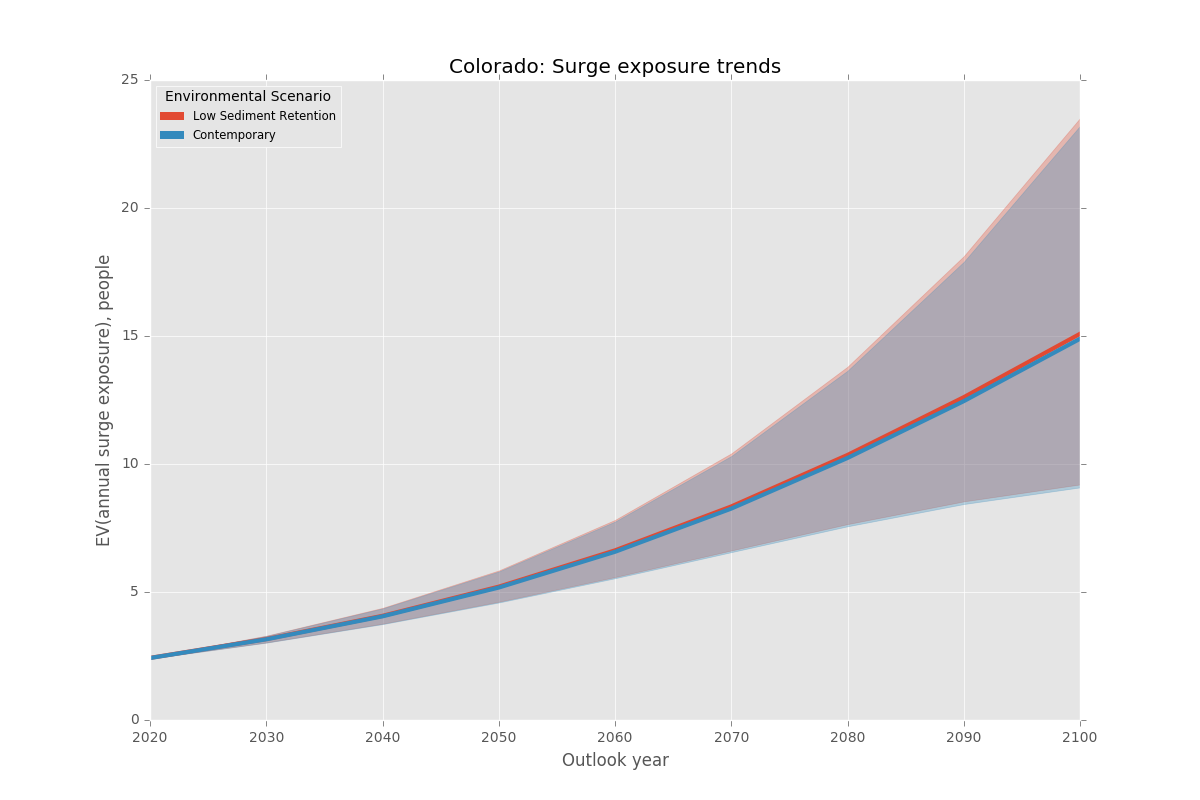 Colorado: Surge exposure trends
Environmental Scenario
Low Sediment Retention
Contemporary
EV(annual surge exposure), people
25
20
15
10
5
0
2020 2030 2040 2050 2060 2070 2080 2090 2100
Outlook year